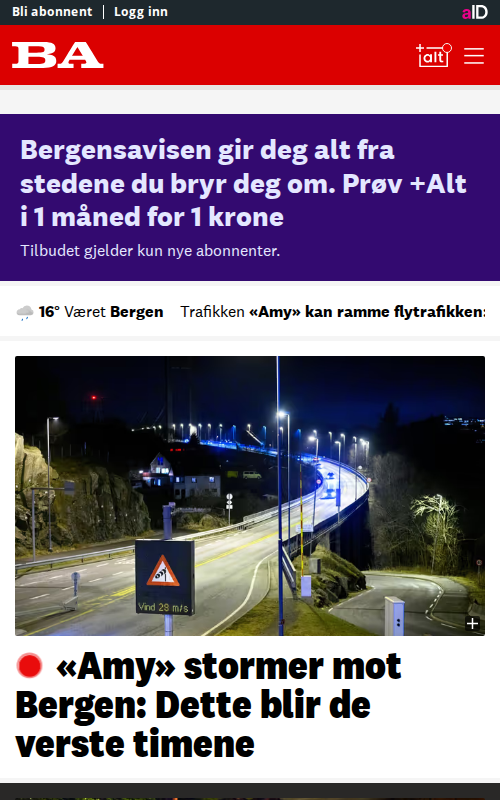 Bli abonnent Logg inn aID
BA +alt
Bergensavisen gir deg alt fra
stedene du bryr deg om. Prøv +Alt
i 1 måned for 1 krone
Tilbudet gjelder kun nye abonnenter.
16° Været Bergen Trafikken «Amy» kan ramme flytrafikken:
Vind 28 m/s
«Amy» stormer mot
Bergen: Dette blir de
verste timene